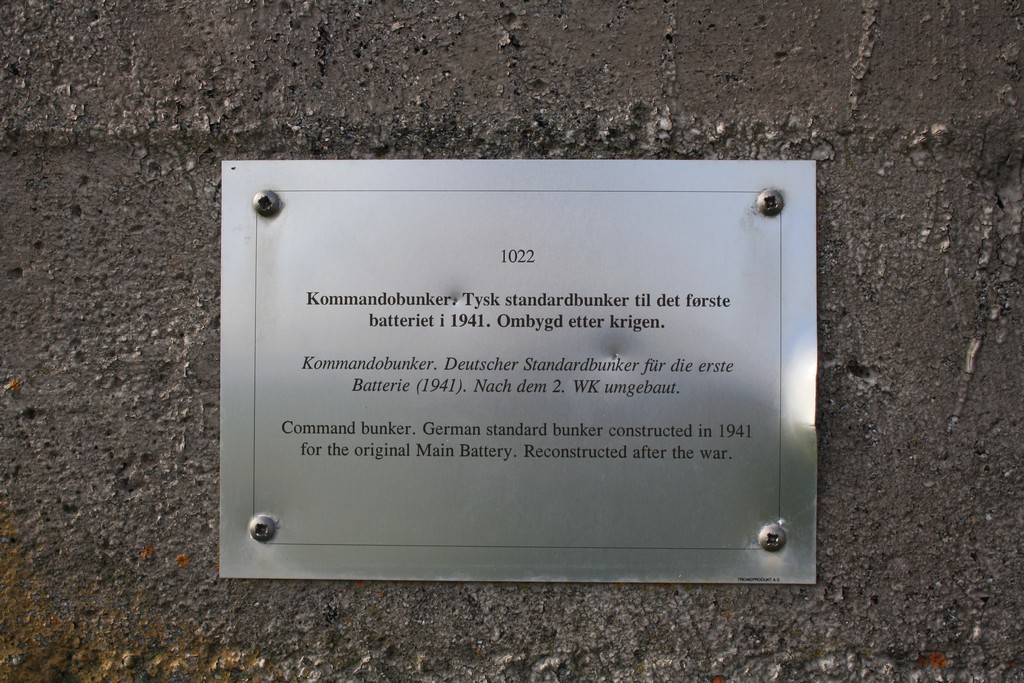 1022
Kommandobunker. Tysk standardbunker til det første
batteriet i 1941. Ombygd etter krigen.
Kommandobunker. Deutscher Standardbunker für die erste
Batterie (1941). Nach dem 2. WK umgebaut.
Command bunker. German standard bunker constructed in 1941
for the original Main Battery. Reconstructed after the war.